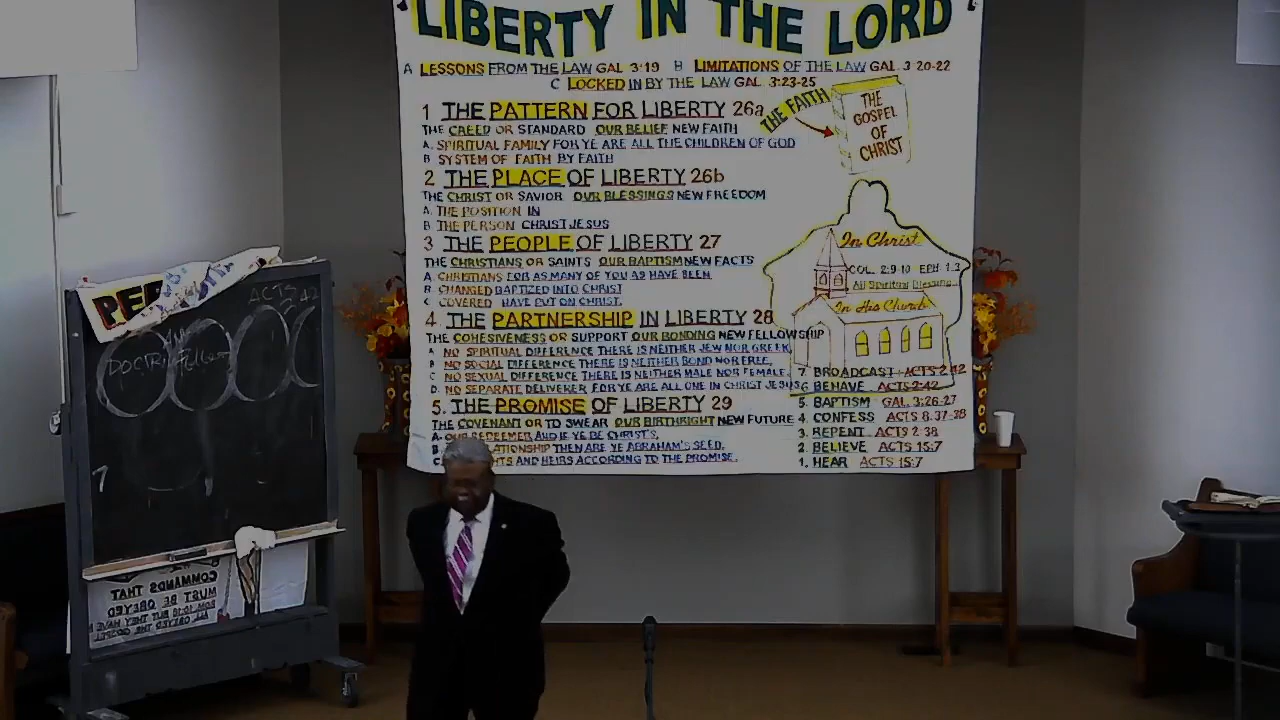 LIBERTY IN THE LORD
A LESSONS FROM THE LAW GAL 3:19 B LIMITATIONS OF THE LAW GAL 3 20-22
C LOCKED IN BY THE LAW GAL 3:23-25
1 THE PATTERN FOR LIBERTY 26a
THE CREED OR STANDARD OUR BELIEF NEW FAITH
A. SPIRITUAL FAMILY FOR YE ARE ALL THE CHILDREN OF GOD
B SYSTEM OF FAITH BY FAITH
THE FAITH
THE
GOSPEL
OF
CHRIST
2 THE PLACE OF LIBERTY 26b
THE CHRIST OR SAVIOR OUR BLESSINGS NEW FREEDOM
A. THE POSITION IN
B THE PERSON CHRIST JESUS
3 THE PEOPLE OF LIBERTY 27
THE CHRISTIANS OR SAINTS OUR BAPTISM NEW FACTS
A CHRISTIANS FOR AS MANY OF YOU AS HAVE BEEN
B CHANGED BAPTIZED INTO CHRIST
C COVERED HAVE PUT ON CHRIST.
In Christ
COL. 2:9-10 EPH 1:3
All Spiritual Blessing
In His Church
4 THE PARTNERSHIP IN LIBERTY 28
THE COHESIVENESS OR SUPPORT OUR BONDING NEW FELLOWSHIP
A NO SPIRITUAL DIFFERENCE THERE IS NEITHER JEW NOR GREEK
B NO SOCIAL DIFFERENCE THERE IS NEITHER BOND NOR FREE
C NO SEXUAL DIFFERENCE THERE IS NEITHER MALE NOR FEMALE
D. NO SEPARATE DELIVERER FOR YE ARE ALL ONE IN CHRIST JESUS
5. THE PROMISE OF LIBERTY 29
THE COVENANT OR TO SWEAR OUR BIRTHRIGHT NEW FUTURE
A. OUR REDEEMER AND IF YE BE CHRIST'S,
THEN ARE YE ABRAHAM'S SEED,
AND HEIRS ACCORDING TO THE PROMISE.
7. BROADCAST ACTS 2:42
6 BEHAVE ACTS 2:42
5. BAPTISM GAL. 3:26-27
4. CONFESS ACTS 8.37-38
3. REPENT ACTS 2:38
2. BELIEVE ACTS 15:7
1. HEAR ACTS 15:7
PE
ACTS 2 42
DOCTRI
7
COMMANDS THAT
MUST BE OBEYED
ROM. 10:16
ALL OBEYED THE GOSPEL